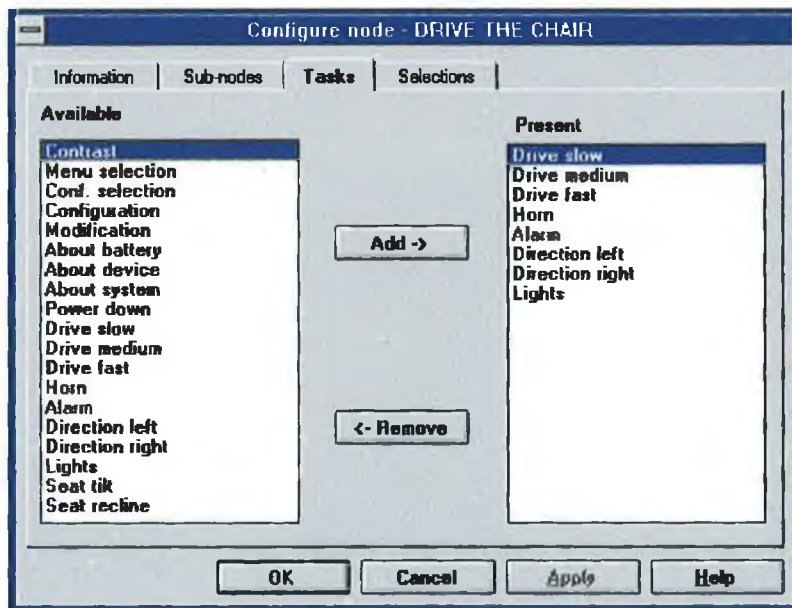 Configure node - DRIVE THE CHAIR
Information
Sub-nodes
Tasks
Selections
Available
Contrast
Menu selection
Conf. selection
Configuration
Modification
About battery
About device
About system
Power down
Drive slow
Drive medium
Drive fast
Horn
Alarm
Direction left
Direction right
Lights
Seat tilt
Seat recline
Add ->
<- Remove
Present
Drive slow
Drive medium
Drive fast
Horn
Alarm
Direction left
Direction right
Lights
OK
Cancel
Apply
Help